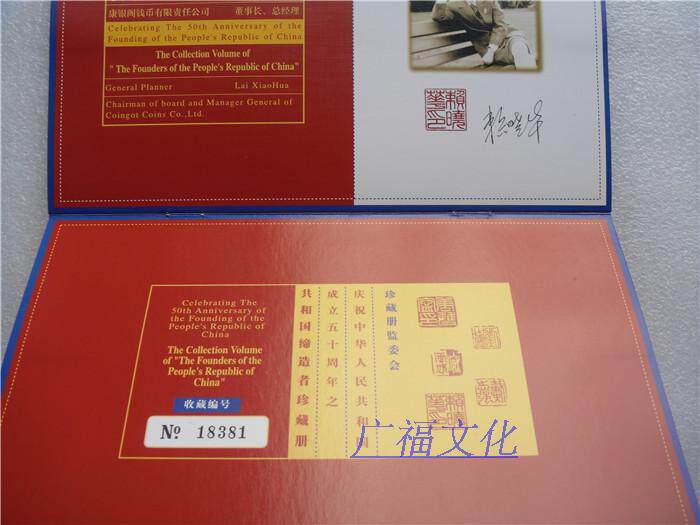 康银阁钱币有限责任公司 董事长、总经理
Celebrating The 50th Anniversary of the
Founding of the People's Republic of China
The Collection Volume of
" The Founders of the People's Republic of China"
General Planner Lai XiaoHua
Chairman of board and Manager General of
Coingot Coins Co.,Ltd.
Celebrating The
50th Anniversary of
the Founding of the
People's Republic of
China
The Collection Volume
of "The Founders of the
People's Republic of
China"
收藏编号
No 18381
珍藏册监委会
庆祝中华人民共和国
成立五十周年之
共和国缔造者珍藏册
广福文化